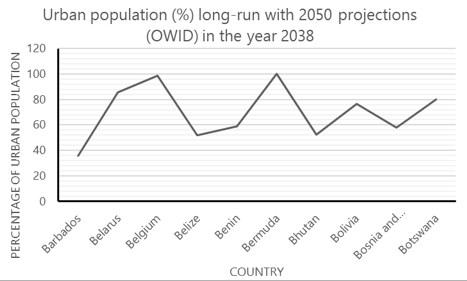 Urban population (%) long-run with 2050 projections
(OWID) in the year 2038
PERCENTAGE OF URBAN POPULATION
120
100
80
60
40
20
0
Barbados
Belarus
Belgium
Belize
Benin
Bermuda
Bhutan
Bolivia
Bosnia and...
Botswana
COUNTRY